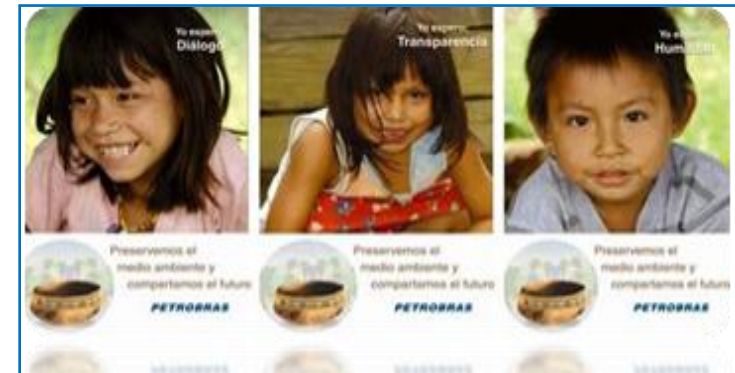 Yo espero
Diálogo
Preservemos el
medio ambiente y
compartamos el futuro
PETROBRAS
Yo espero
Transparencia
Preservemos el
medio ambiente y
compartamos el futuro
PETROBRAS
Yo espero
Preservemos el
medio ambiente y
compartamos el futuro
PETROBRAS